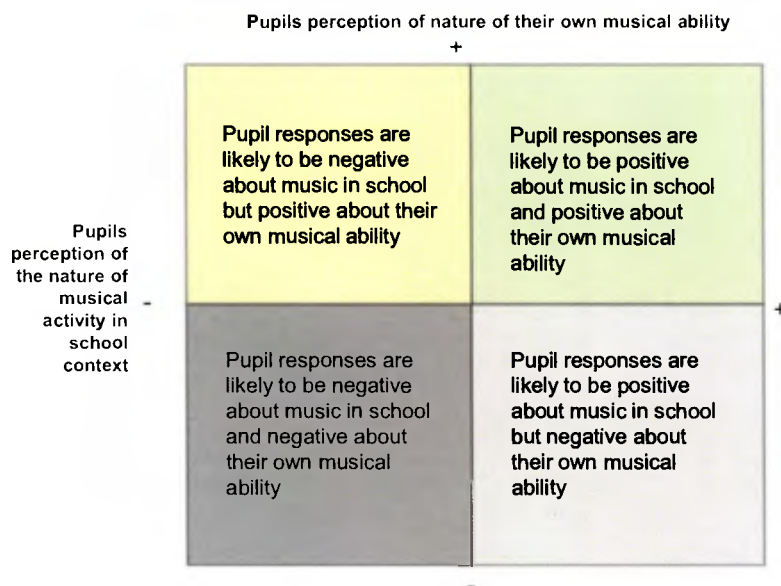 Pupils perception of nature of their own musical ability
+
Pupil responses are
likely to be negative
about music in school
but positive about their
own musical ability
Pupil responses are
likely to be positive
about music in school
and positive about
their own musical
ability
Pupils
perception of
the nature of
musical
activity in
school
context
-
+
Pupil responses are
likely to be negative
about music in school
and negative about
their own musical
ability
Pupil responses are
likely to be positive
about music in school
but negative about
their own musical
ability
-